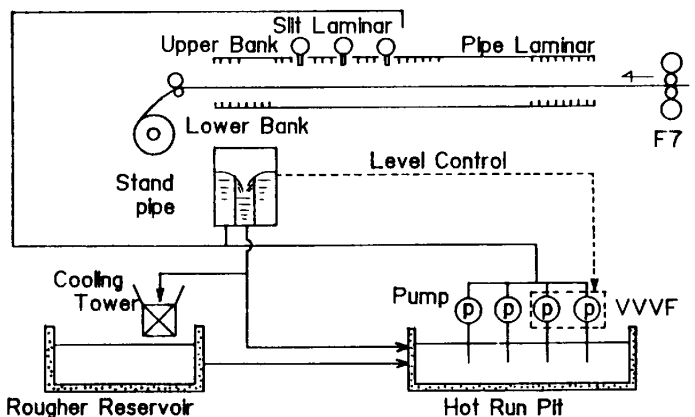 Slit Laminar
Upper Bank
Pipe Laminar
F7
Lower Bank
Level Control
Stand
pipe
Cooling
Tower
Pump
P
P
P
P
VVVF
Rougher Reservoir
Hot Run Pit